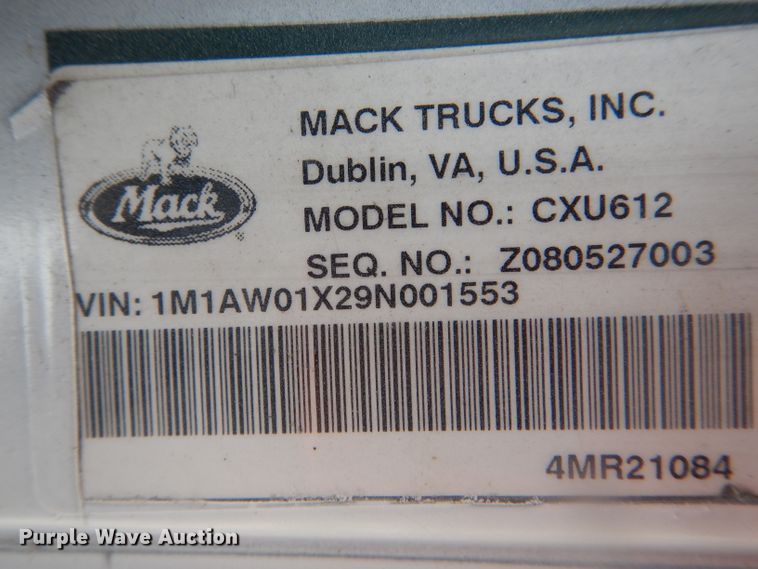 MACK TRUCKS, INC.
Dublin, VA, U.S.A.
Mack
MODEL NO.: CXU612
SEQ. NO.: Z080527003
VIN: 1M1AW01X29N001553
4MR21084
Purple Wave Auction